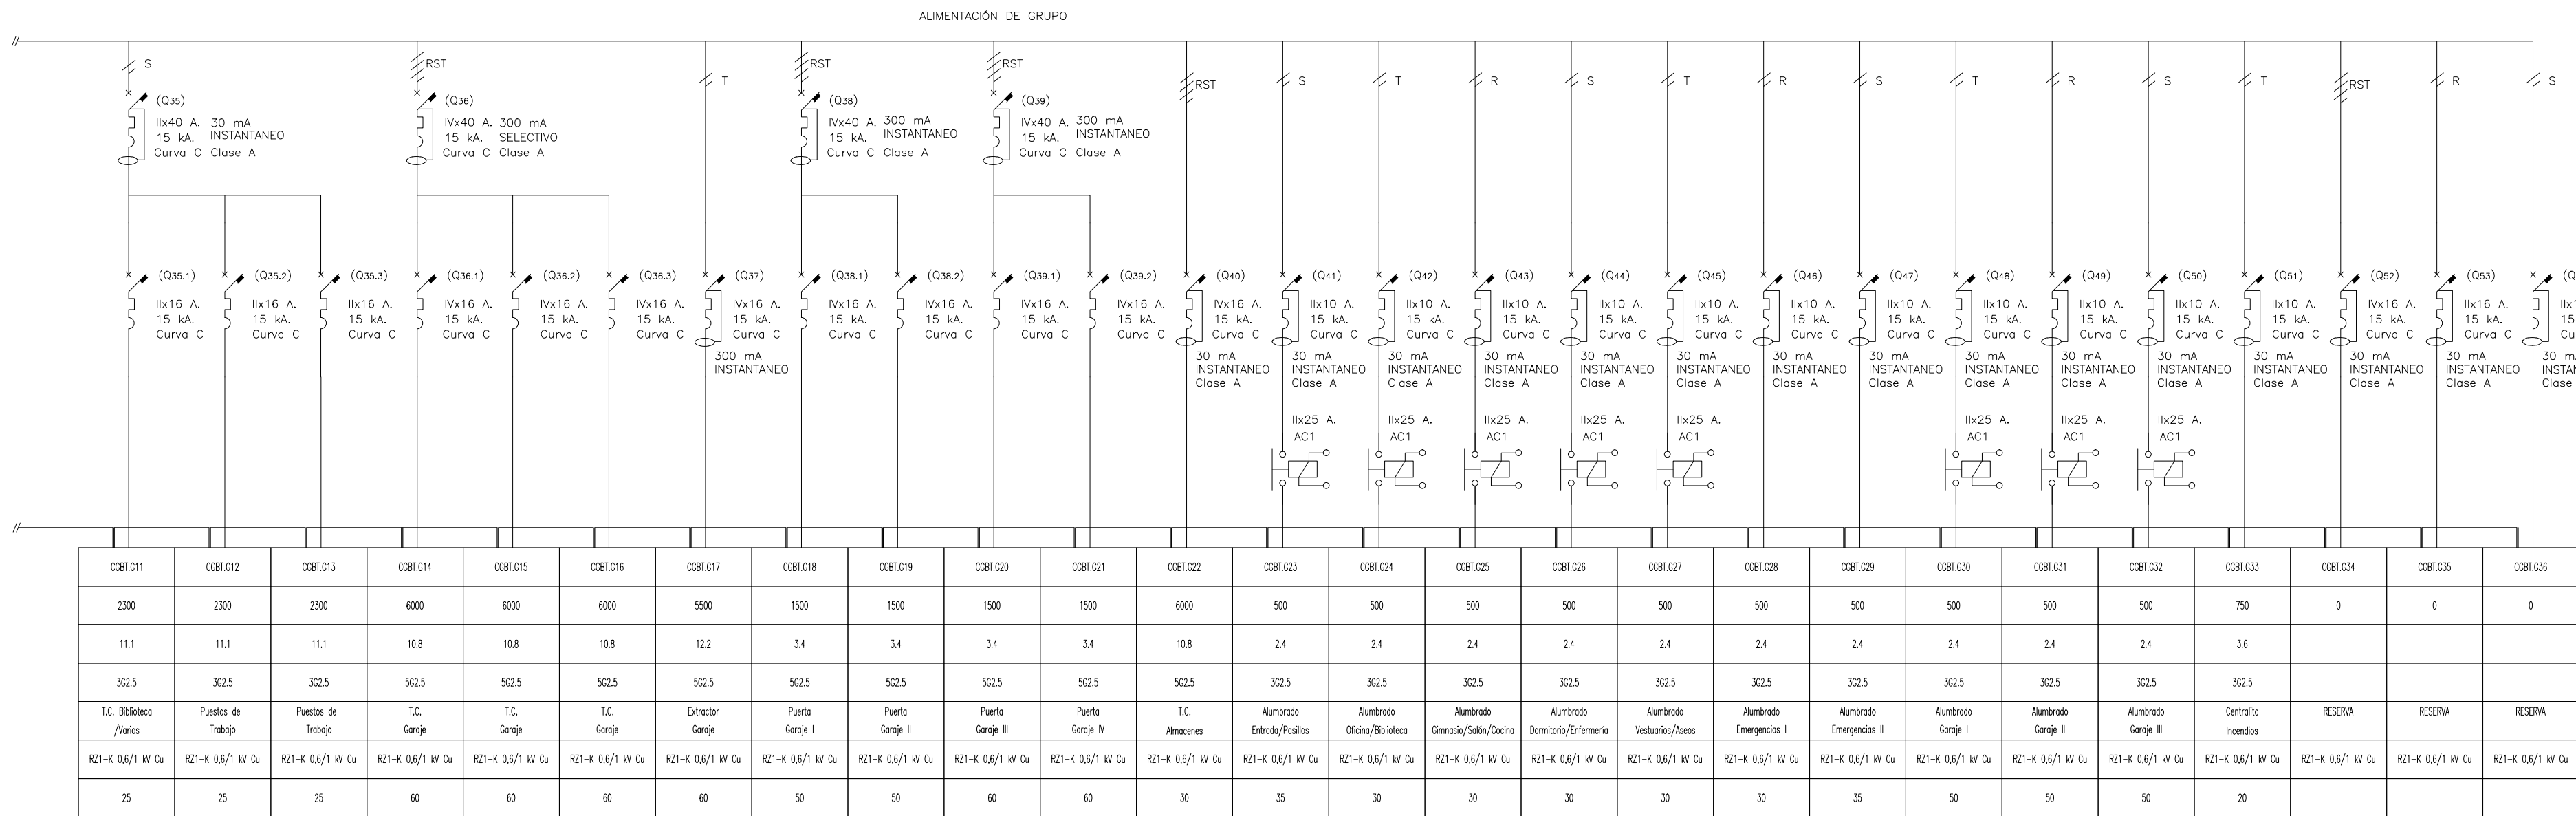 ALIMENTACIÓN DE GRUPO
S RST T RST RST RST S T R S T R S T R S T RST R S
(Q35) (Q36) (Q38) (Q39)
IIx40 A. 30 mA IVx40 A. 300 mA IVx40 A. 300 mA IVx40 A. 300 mA
15 kA. INSTANTANEO 15 kA. SELECTIVO 15 kA. INSTANTANEO 15 kA. INSTANTANEO
Curva C Clase A Curva C Clase A Curva C Clase A Curva C Clase A
(Q35.1) (Q35.2) (Q35.3) (Q36.1) (Q36.2) (Q36.3) (Q37) (Q38.1) (Q38.2) (Q39.1) (Q39.2) (Q40) (Q41) (Q42) (Q43) (Q44) (Q45) (Q46) (Q47) (Q48) (Q49) (Q50) (Q51) (Q52) (Q53)
IIx16 A. IIx16 A. IIx16 A. IVx16 A. IVx16 A. IVx16 A. IVx16 A. IVx16 A. IVx16 A. IVx16 A. IVx16 A. IVx16 A. IIx10 A. IIx10 A. IIx10 A. IIx10 A. IIx10 A. IIx10 A. IIx10 A. IIx10 A. IIx10 A. IIx10 A. IIx10 A. IVx16 A. IIx16 A.
15 kA. 15 kA. 15 kA. 15 kA. 15 kA. 15 kA. 15 kA. 15 kA. 15 kA. 15 kA. 15 kA. 15 kA. 15 kA. 15 kA. 15 kA. 15 kA. 15 kA. 15 kA. 15 kA. 15 kA. 15 kA. 15 kA. 15 kA. 15 kA. 15 kA. 15
Curva C Curva C Curva C Curva C Curva C Curva C Curva C Curva C Curva C Curva C Curva C Curva C Curva C Curva C Curva C Curva C Curva C Curva C Curva C Curva C Curva C Curva C Curva C Curva C Curva C
300 mA 30 mA 30 mA 30 mA 30 mA 30 mA 30 mA 30 mA 30 mA 30 mA 30 mA 30 mA 30 mA 30 mA 30 mA 30
INSTANTANEO INSTANTANEO INSTANTANEO INSTANTANEO INSTANTANEO INSTANTANEO INSTANTANEO INSTANTANEO INSTANTANEO INSTANTANEO INSTANTANEO INSTANTANEO INSTANTANEO INSTANTANEO INSTANTANEO
Clase A Clase A Clase A Clase A Clase A Clase A Clase A Clase A Clase A Clase A Clase A Clase A Clase A Clase A Clase
IIx25 A. IIx25 A. IIx25 A. IIx25 A. IIx25 A. IIx25 A. IIx25 A. IIx25 A.
AC1 AC1 AC1 AC1 AC1 AC1 AC1 AC1
CGBT.G11 CGBT.G12 CGBT.G13 CGBT.G14 CGBT.G15 CGBT.G16 CGBT.G17 CGBT.G18 CGBT.G19 CGBT.G20 CGBT.G21 CGBT.G22 CGBT.G23 CGBT.G24 CGBT.G25 CGBT.G26 CGBT.G27 CGBT.G28 CGBT.G29 CGBT.G30 CGBT.G31 CGBT.G32 CGBT.G33 CGBT.G34 CGBT.G35 CGBT.G36
2300 2300 2300 6000 6000 6000 5500 1500 1500 1500 1500 6000 500 500 500 500 500 500 500 500 500 500 750 0 0 0
11.1 11.1 11.1 10.8 10.8 10.8 12.2 3.4 3.4 3.4 3.4 10.8 2.4 2.4 2.4 2.4 2.4 2.4 2.4 2.4 2.4 2.4 3.6
3G2.5 3G2.5 3G2.5 5G2.5 5G2.5 5G2.5 5G2.5 5G2.5 5G2.5 5G2.5 5G2.5 5G2.5 3G2.5 3G2.5 3G2.5 3G2.5 3G2.5 3G2.5 3G2.5 3G2.5 3G2.5 3G2.5 3G2.5
T.C. Biblioteca Puestos de Puestos de T.C. T.C. T.C. Extractor Puerta Puerta Puerta Puerta T.C. Alumbrado Alumbrado Alumbrado Alumbrado Alumbrado Alumbrado Alumbrado Alumbrado Alumbrado Alumbrado Centralita RESERVA RESERVA RESERVA
/Varios Trabajo Trabajo Garaje Garaje Garaje Garaje Garaje I Garaje II Garaje III Garaje IV Almacenes Entrada/Pasillos Oficina/Biblioteca Gimnasio/Salón/Cocina Dormitorio/Enfermería Vestuarios/Aseos Emergencias I Emergencias II Garaje I Garaje II Garaje III Incendios
RZ1-K 0,6/1 kV Cu RZ1-K 0,6/1 kV Cu RZ1-K 0,6/1 kV Cu RZ1-K 0,6/1 kV Cu RZ1-K 0,6/1 kV Cu RZ1-K 0,6/1 kV Cu RZ1-K 0,6/1 kV Cu RZ1-K 0,6/1 kV Cu RZ1-K 0,6/1 kV Cu RZ1-K 0,6/1 kV Cu RZ1-K 0,6/1 kV Cu RZ1-K 0,6/1 kV Cu RZ1-K 0,6/1 kV Cu RZ1-K 0,6/1 kV Cu RZ1-K 0,6/1 kV Cu RZ1-K 0,6/1 kV Cu RZ1-K 0,6/1 kV Cu RZ1-K 0,6/1 kV Cu RZ1-K 0,6/1 kV Cu RZ1-K 0,6/1 kV Cu RZ1-K 0,6/1 kV Cu RZ1-K 0,6/1 kV Cu RZ1-K 0,6/1 kV Cu RZ1-K 0,6/1 kV Cu RZ1-K 0,6/1 kV Cu RZ1-K 0,6/1 kV Cu
25 25 25 60 60 60 60 50 50 60 60 30 35 30 30 30 30 30 35 50 50 50 20